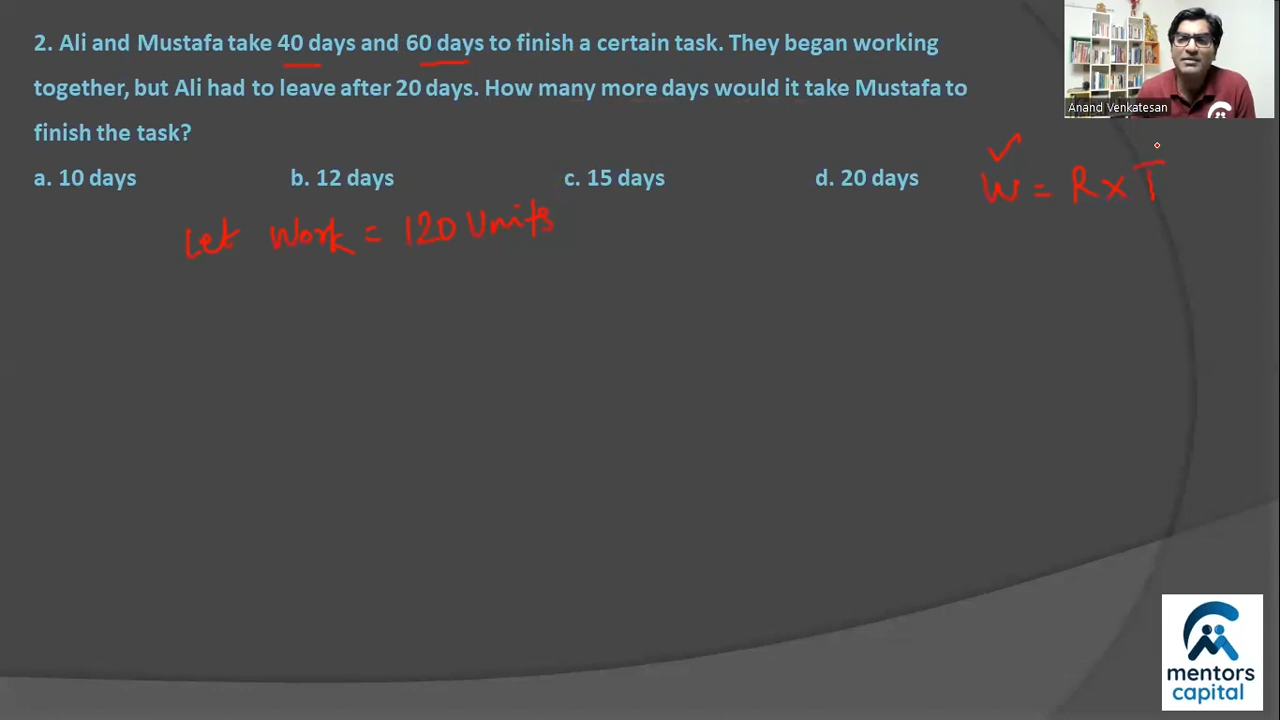 2. Ali and Mustafa take 40 days and 60 days to finish a certain task. They began working
together, but Ali had to leave after 20 days. How many more days would it take Mustafa to
finish the task?
a. 10 days b. 12 days c. 15 days d. 20 days
W = R x T
Let Work = 120 Units
Anand Venkatesan
mentors
capital